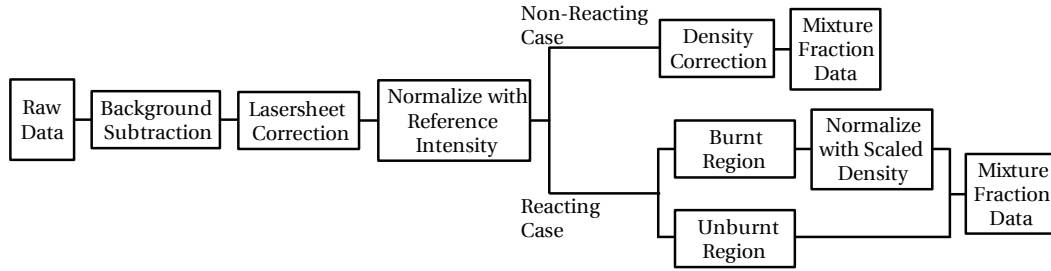 Raw
Data
Background
Subtraction
Lasersheet
Correction
Normalize with
Reference
Intensity
Non-Reacting
Case
Density
Correction
Mixture
Fraction
Data
Reacting
Case
Burnt
Region
Normalize
with Scaled
Density
Unburnt
Region
Mixture
Fraction
Data